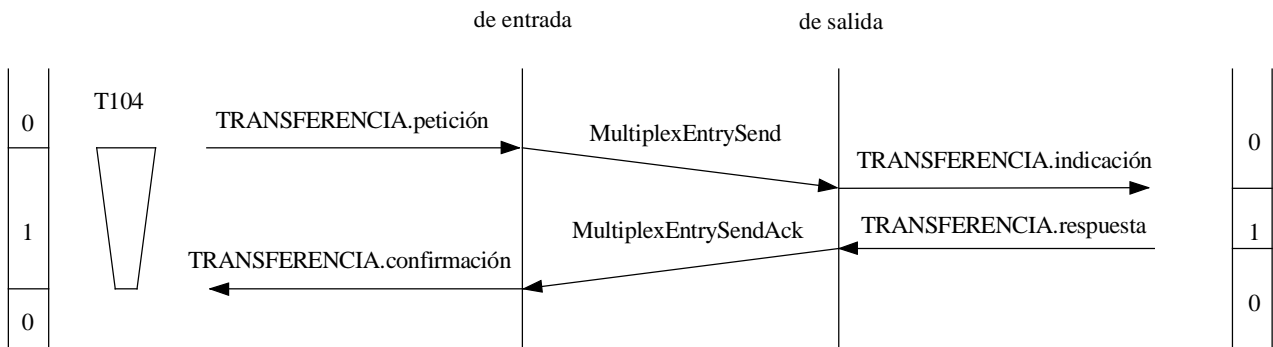 de entrada
de salida
T104
0
TRANSFERENCIA.petición
MultiplexEntrySend
0
TRANSFERENCIA.indicación
1
MultiplexEntrySendAck
TRANSFERENCIA.respuesta
1
TRANSFERENCIA.confirmación
0
0